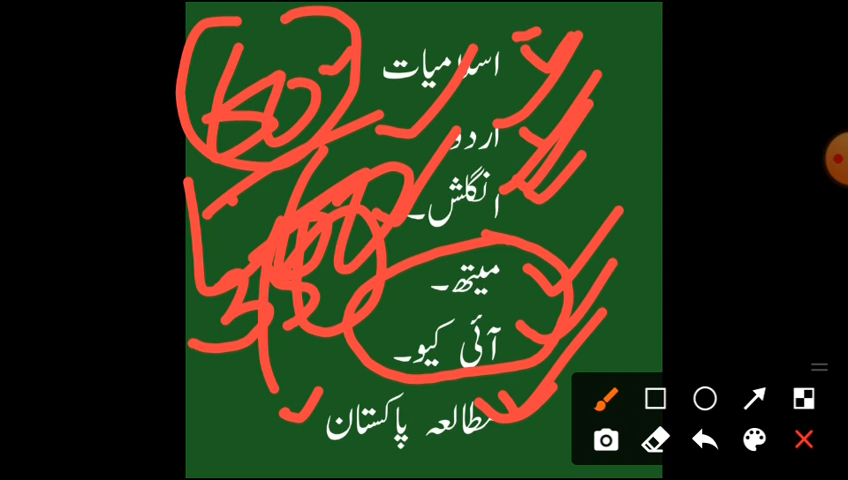 اسلامیات
اردو
انگلش۔
میتھ۔
آئی کیو۔
مطالعہ پاکستان